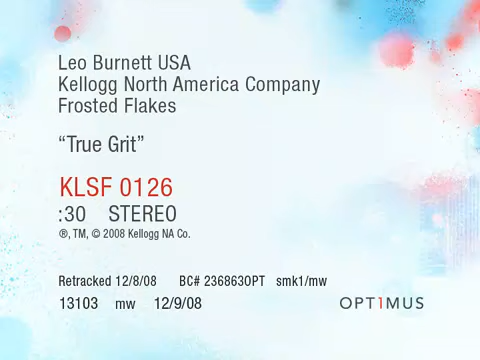 Leo Burnett USA
Kellogg North America Company
Frosted Flakes
“True Grit”
KLSF 0126
:30 STEREO
®, TM, © 2008 Kellogg NA Co.
Retracked 12/8/08 BC# 236863OPT smk1/mw
13103 mw 12/9/08 OPT1MUS